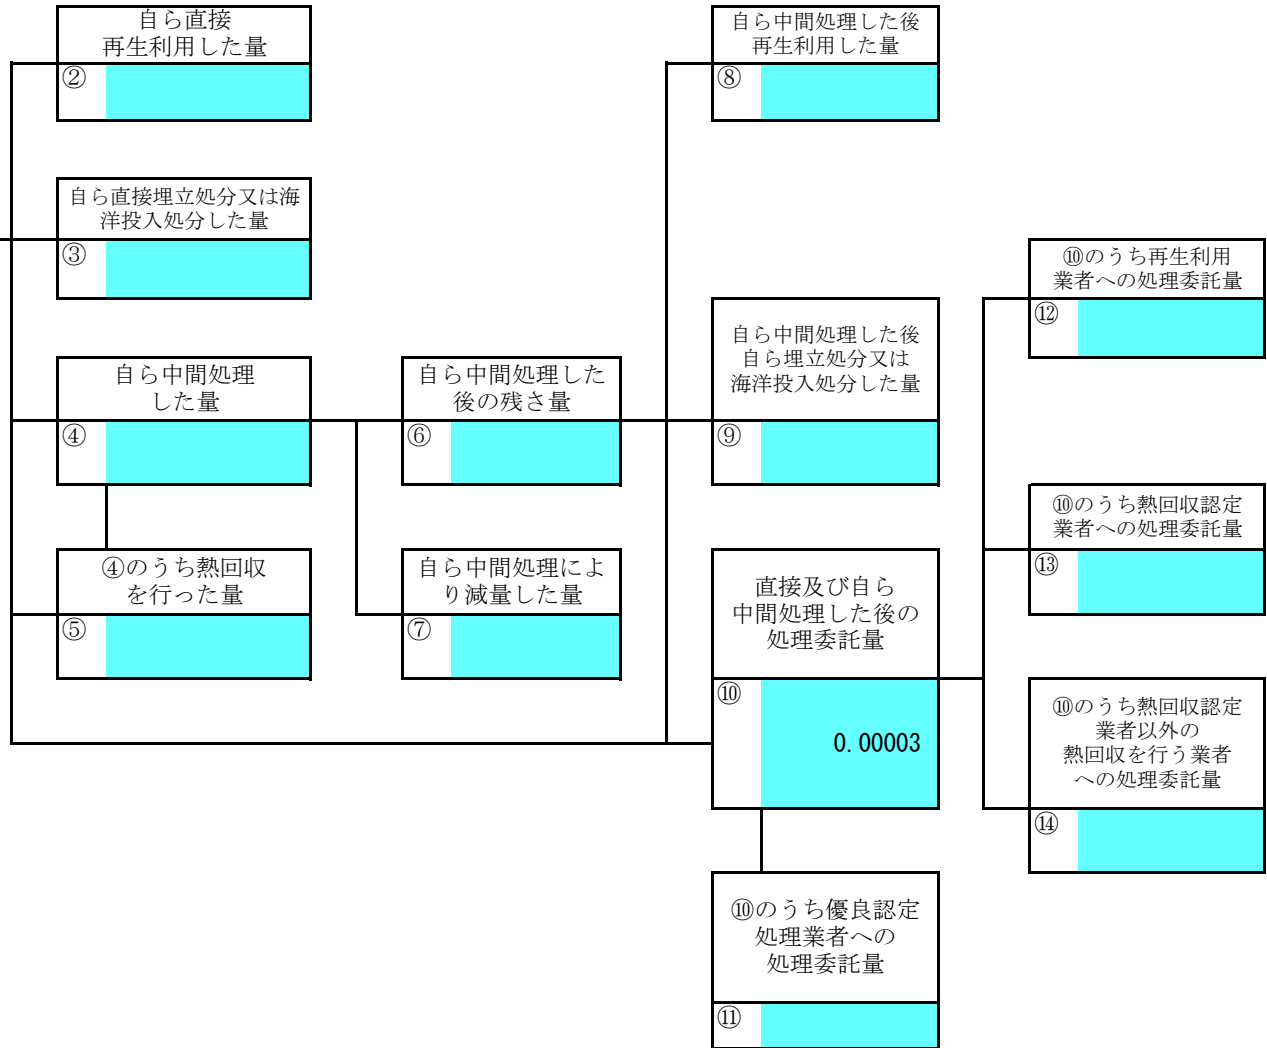 自ら直接
再生利用した量
②
自ら直接埋立処分又は海
洋投入処分した量
③
自ら中間処理
した量
④
④のうち熱回収
を行った量
⑤
自ら中間処理した
後の残さ量
⑥
自ら中間処理によ
り減量した量
⑦
自ら中間処理した後
再生利用した量
⑧
自ら中間処理した後
自ら埋立処分又は
海洋投入処分した量
⑨
直接及び自ら
中間処理した後の
処理委託量
⑩
0.00003
⑩のうち優良認定
処理業者への
処理委託量
⑪
⑩のうち再生利用
業者への処理委託量
⑫
⑩のうち熱回収認定
業者への処理委託量
⑬
⑩のうち熱回収認定
業者以外の
熱回収を行う業者
への処理委託量
⑭